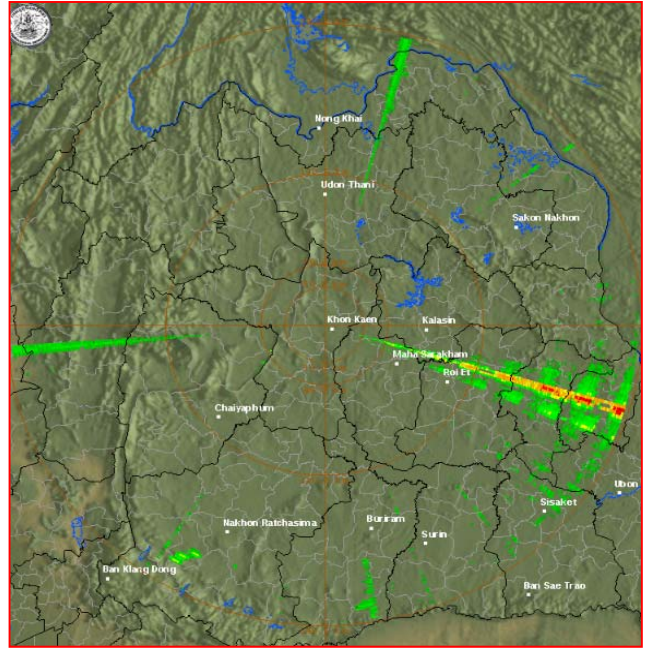 Nong Khai
Udon Thani
Sakon Nakhon
Khon Kaen
Kalasin
Maha Sarakham
Roi Et
Chaiyaphum
Ubon
Sisaket
Buriram
Nakhon Ratchasima
Surin
Ban Klang Dong
Ban Sae Trao